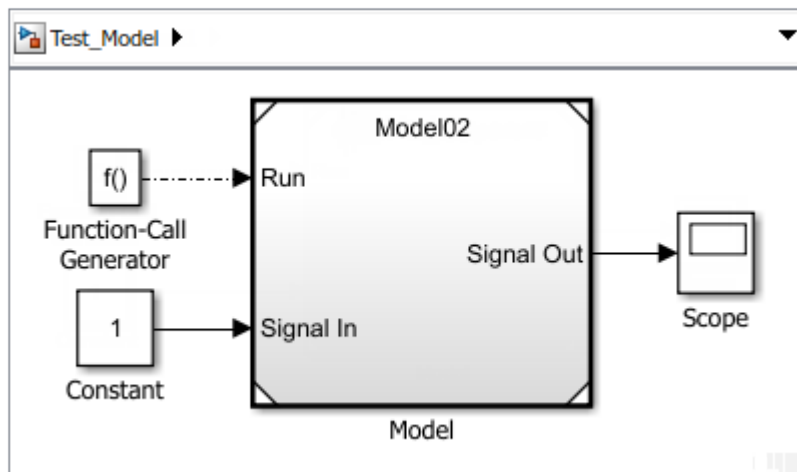 Test_Model
Model02
f()
Run
Function-Call
Generator
Signal Out
1
Signal In
Scope
Constant
Model